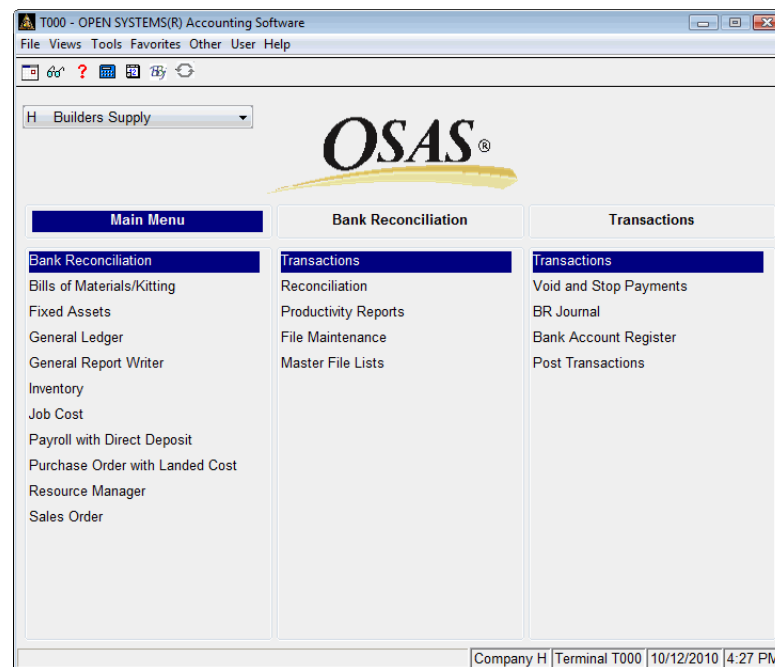 T000 - OPEN SYSTEMS(R) Accounting Software
File Views Tools Favorites Other User Help
H Builders Supply
OSAS®
Main Menu
Bank Reconciliation
Transactions
Bank Reconciliation
Bills of Materials/Kitting
Fixed Assets
General Ledger
General Report Writer
Inventory
Job Cost
Payroll with Direct Deposit
Purchase Order with Landed Cost
Resource Manager
Sales Order
Transactions
Reconciliation
Productivity Reports
File Maintenance
Master File Lists
Transactions
Void and Stop Payments
BR Journal
Bank Account Register
Post Transactions
Company H Terminal T000 10/12/2010 4:27 PM